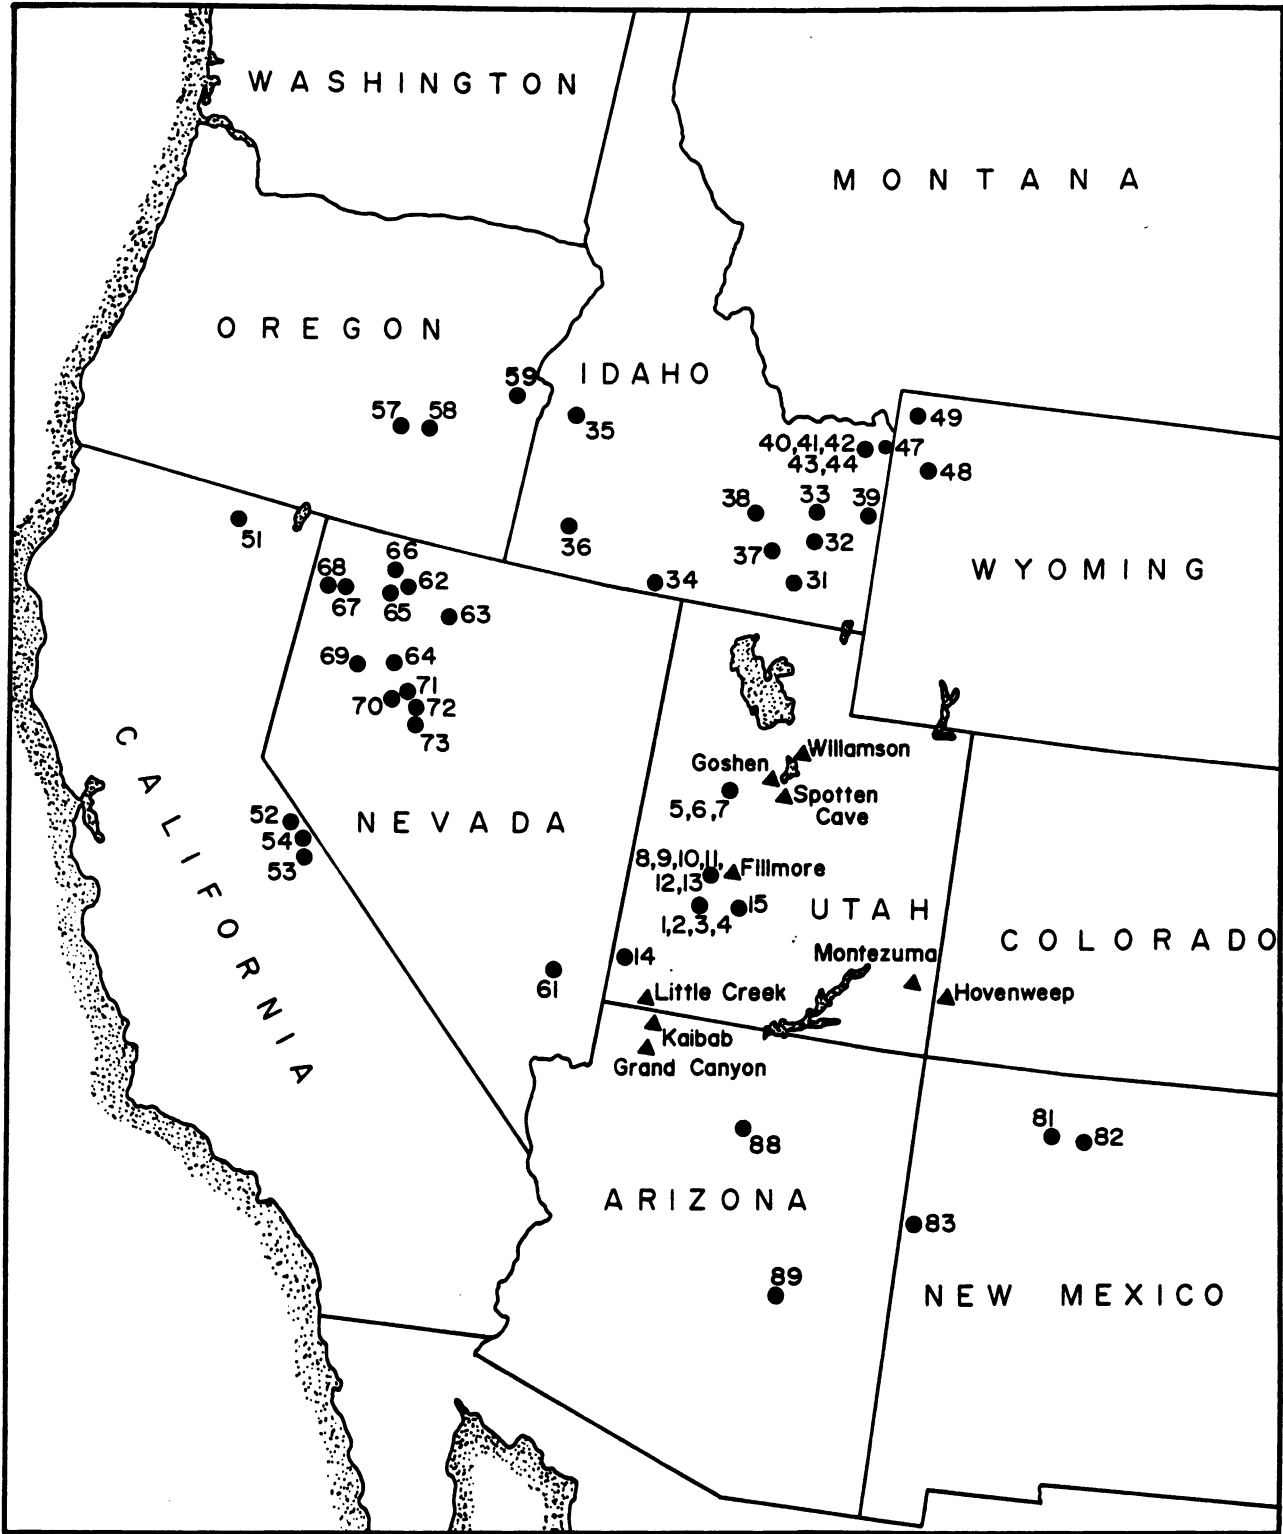 WASHINGTON
MONTANA
OREGON
IDAHO
59
57
58
35
49
40,41,42
43,44
47
48
38
33
39
51
36
37
32
WYOMING
66
68
62
34
31
67
65
63
69
64
71
70
72
73
CALIFORNIA
Willamson
Goshen
Spotten
Cave
5,6,7
52
NEVADA
54
53
8,9,10,11,
12,13
Fillmore
15
UTAH
1,2,3,4
COLORADO
14
Montezuma
61
Little Creek
Hovenweep
Kaibab
Grand Canyon
81
82
88
ARIZONA
83
89
NEW MEXICO